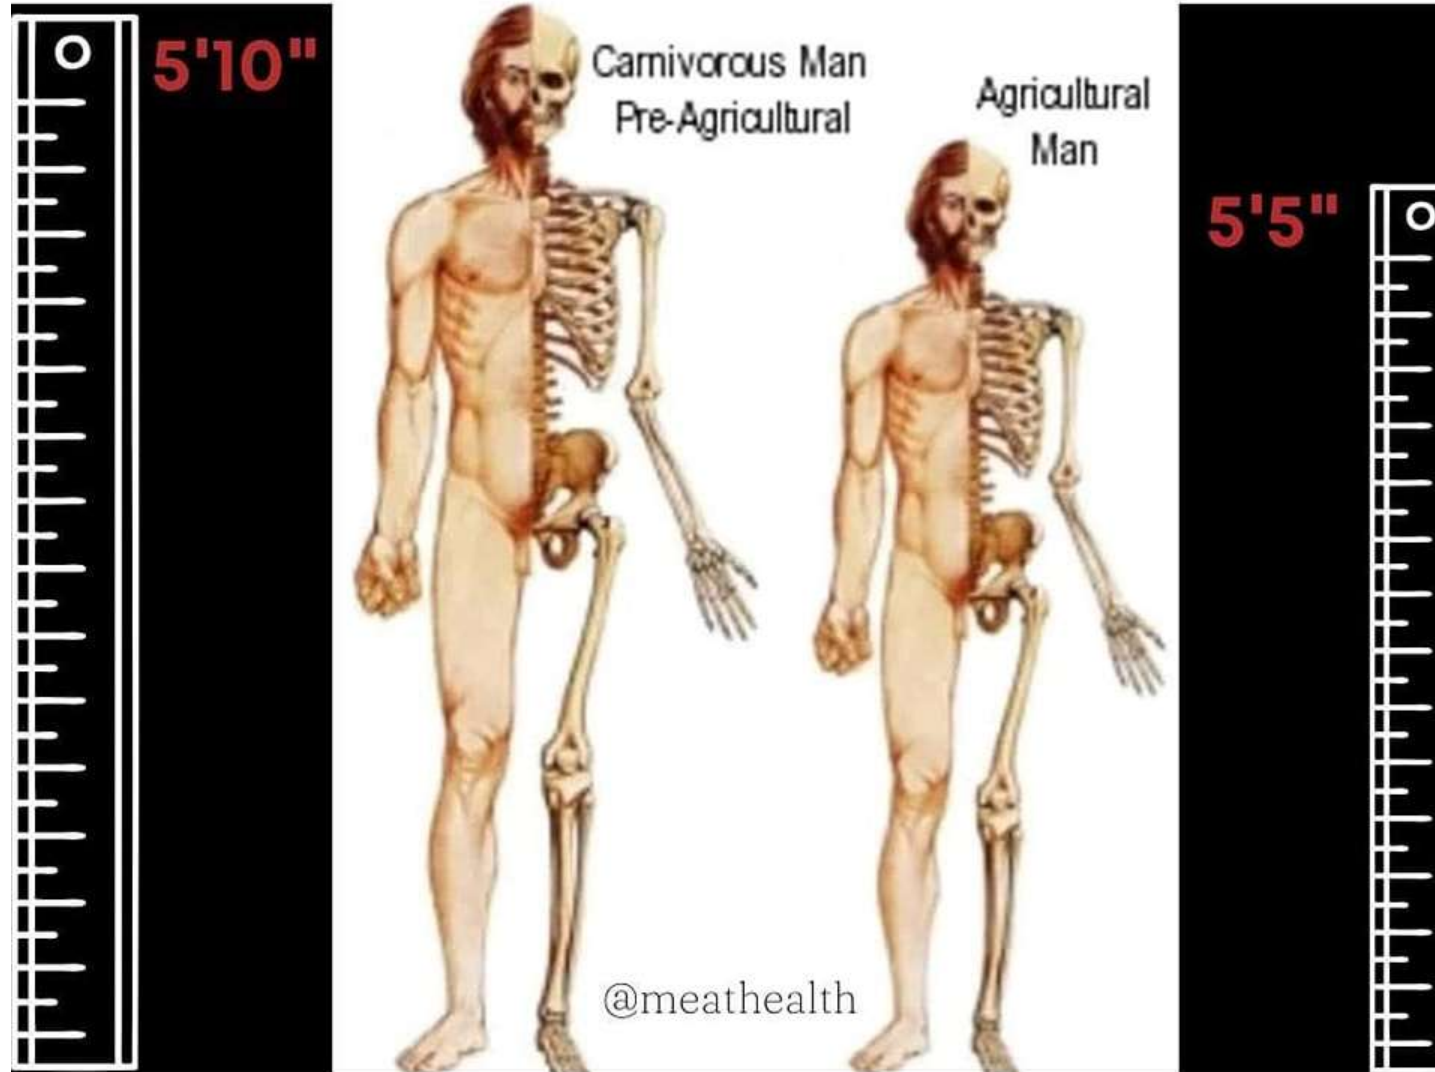 O
5'10"
Carnivorous Man
Pre-Agricultural
Agricultural
Man
5'5"
O
@meathealth